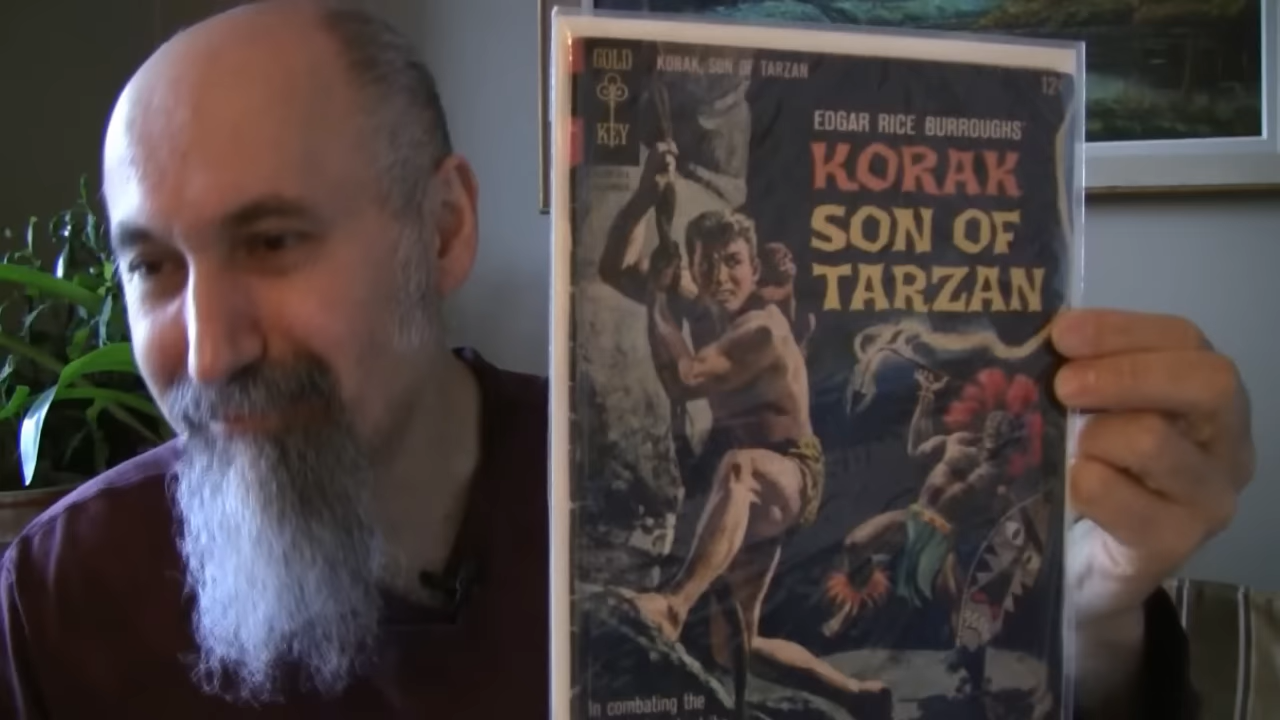 GOLD
KEY
KORAK, SON OF TARZAN
12¢
EDGAR RICE BURROUGHS'
KORAK
SON OF
TARZAN
In combating the